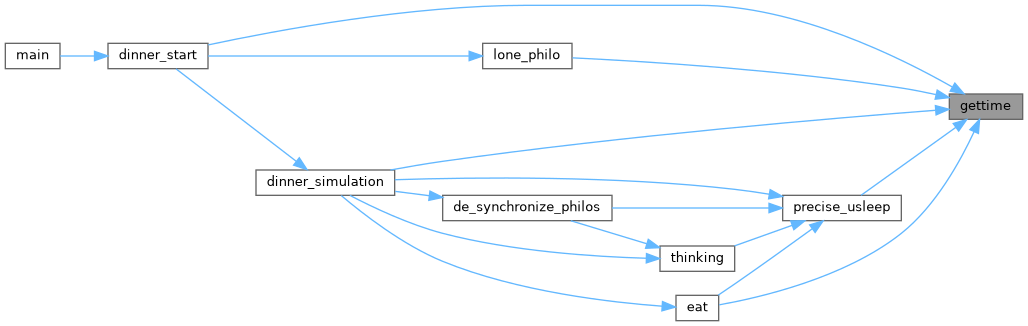 main
dinner_start
lone_philo
gettime
dinner_simulation
de_synchronize_philos
precise_usleep
thinking
eat